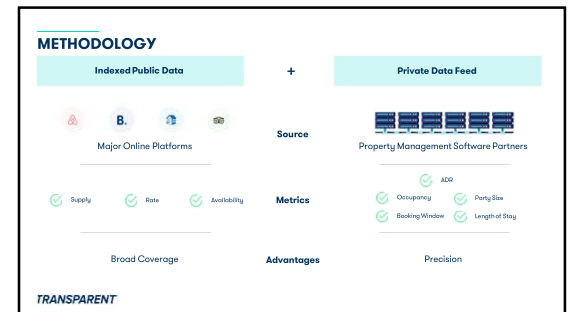 METHODOLOGY
Indexed Public Data + Private Data Feed
B.
Major Online Platforms Source Property Management Software Partners
ADR
Supply Rate Availability Metrics Occupancy Party Size
Booking Window Length of Stay
Broad Coverage Advantages Precision
TRANSPARENT